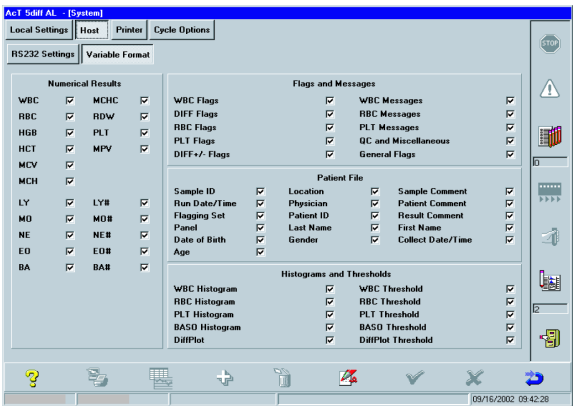 AcT 5diff AL - [System]
Local Settings Host Printer Cycle Options
RS232 Settings Variable Format
STOP
Numerical Results
WBC MCHC
RBC RDW
HGB PLT
HCT MPV
MCV
MCH
LY LY#
MO MO#
NE NE#
EO EO#
BA BA#
Flags and Messages
WBC Flags WBC Messages
DIFF Flags RBC Messages
RBC Flags PLT Messages
PLT Flags QC and Miscellaneous
DIFF+/- Flags General Flags
Patient File
Sample ID Location Sample Comment
Run Date/Time Physician Patient Comment
Flagging Set Patient ID Result Comment
Panel Last Name First Name
Date of Birth Gender Collect Date/Time
Age
Histograms and Thresholds
WBC Histogram WBC Threshold
RBC Histogram RBC Threshold
PLT Histogram PLT Threshold
BASO Histogram BASO Threshold
DiffPlot DiffPlot Threshold
0
2
09/16/2002 09:42:28